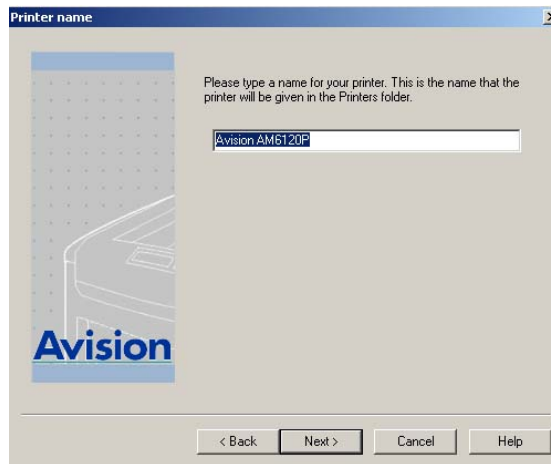 Printer name
Please type a name for your printer. This is the name that the
printer will be given in the Printers folder.
Avision AM6120P
Avision
< Back
Next >
Cancel
Help